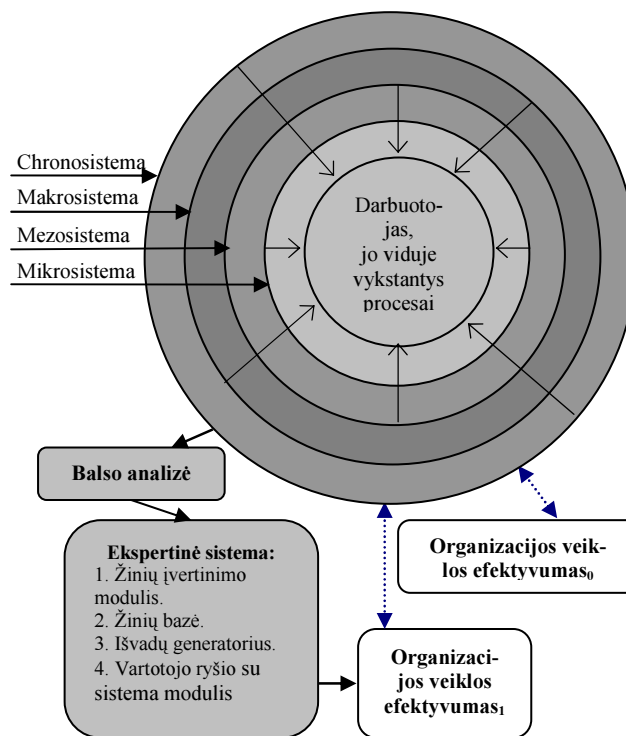 Chronosistema
Makrosistema
Mezosistema
Mikrosistema
Darbuoto-
jas,
jo viduje
vykstantys
procesai
Balso analizė
Ekspertinė sistema:
1. Žinių įvertinimo
modulis.
2. Žinių bazė.
3. Išvadų generatorius.
4. Vartotojo ryšio su
sistema modulis
Organizacijos veik-
los efektyvumas₀
Organizaci-
jos veiklos
efektyvumas₁